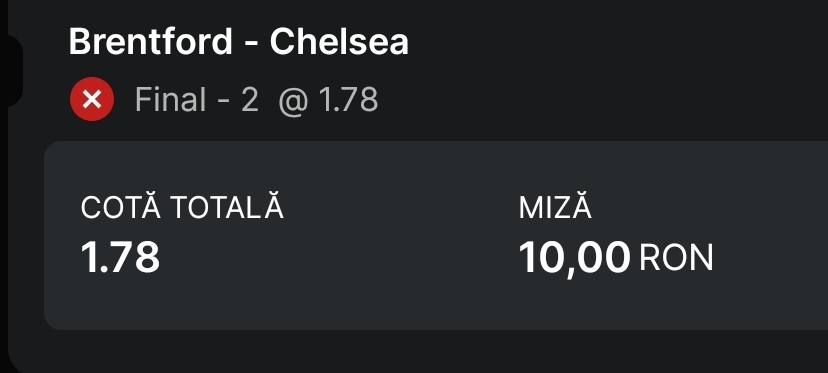 Brentford - Chelsea
Final - 2 @ 1.78
COTĂ TOTALĂ
MIZĂ
1.78
10,00 RON